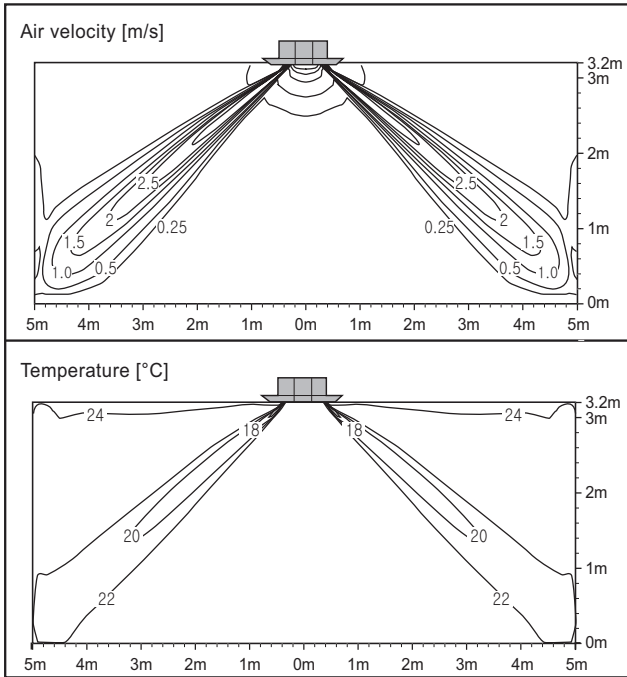 Air velocity [m/s]
3.2m
3m
2m
2.5 2.5
2 2
1.5 0.25 0.25 1.5
1m
1.0 0.5 0.5 1.0
0m
5m 4m 3m 2m 1m 0m 1m 2m 3m 4m 5m
Temperature [°C]
3.2m
24 24
3m
18 18
2m
20 20
1m
22 22
0m
5m 4m 3m 2m 1m 0m 1m 2m 3m 4m 5m